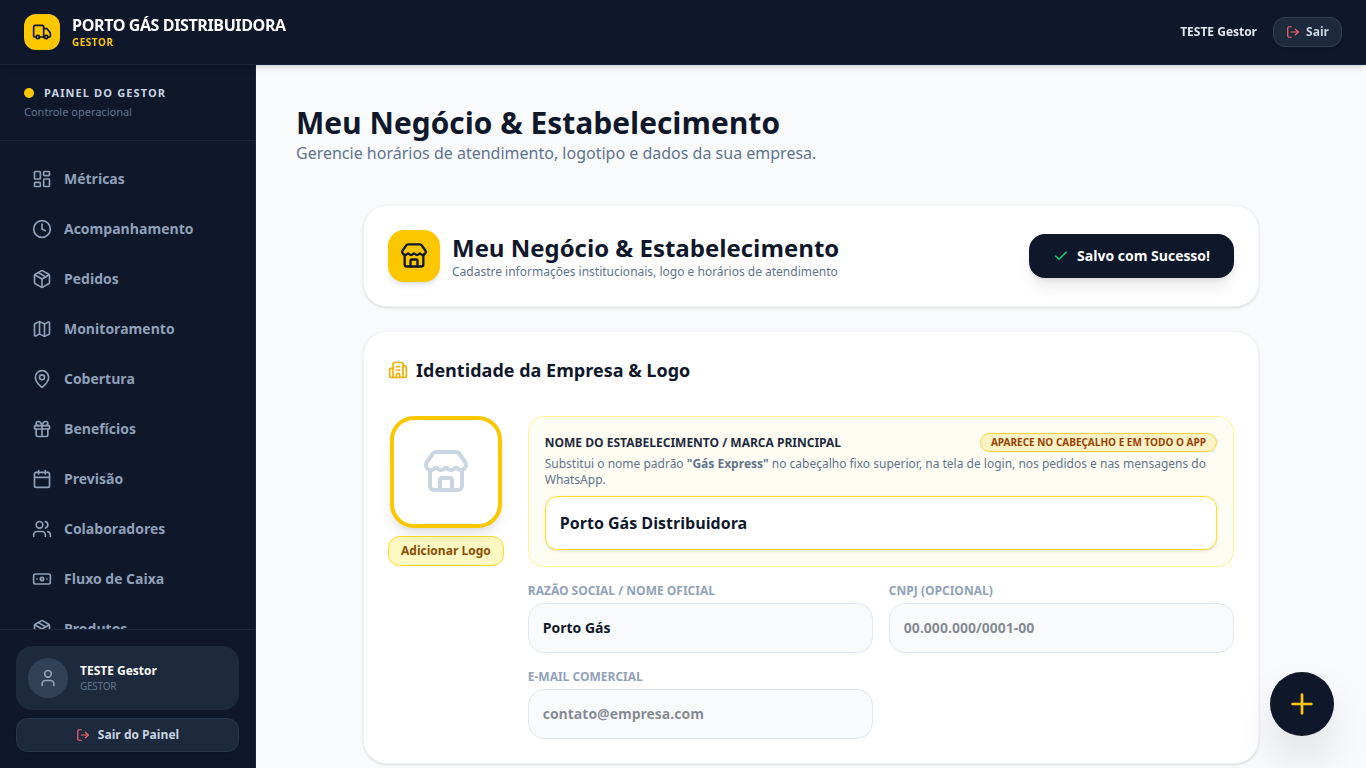 PORTO GÁS DISTRIBUIDORA
GESTOR
TESTE Gestor
Sair
PAINEL DO GESTOR
Controle operacional
Métricas
Acompanhamento
Pedidos
Monitoramento
Cobertura
Benefícios
Previsão
Colaboradores
Fluxo de Caixa
Produtos
TESTE Gestor
GESTOR
Sair do Painel
Meu Negócio & Estabelecimento
Gerencie horários de atendimento, logotipo e dados da sua empresa.
Meu Negócio & Estabelecimento
Cadastre informações institucionais, logo e horários de atendimento
Salvo com Sucesso!
Identidade da Empresa & Logo
Adicionar Logo
NOME DO ESTABELECIMENTO / MARCA PRINCIPAL
APARECE NO CABEÇALHO E EM TODO O APP
Substitui o nome padrão "Gás Express" no cabeçalho fixo superior, na tela de login, nos pedidos e nas mensagens do
WhatsApp.
Porto Gás Distribuidora
RAZÃO SOCIAL / NOME OFICIAL
Porto Gás
CNPJ (OPCIONAL)
00.000.000/0001-00
E-MAIL COMERCIAL
contato@empresa.com